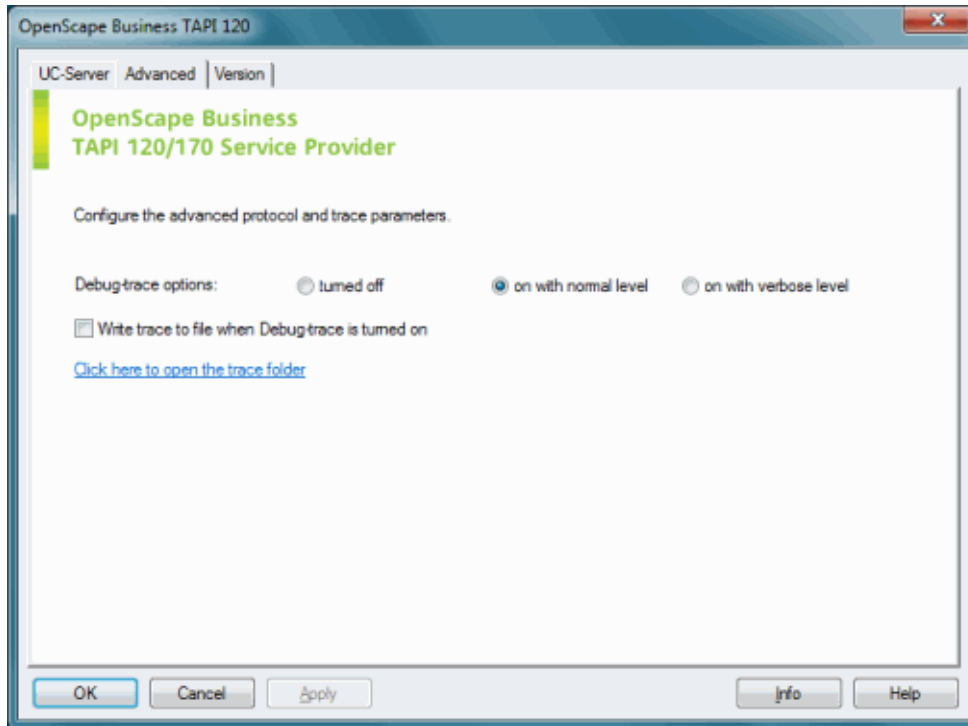 OpenScape Business TAPI 120
UC-Server Advanced Version
OpenScape Business
TAPI 120/170 Service Provider
Configure the advanced protocol and trace parameters.
Debug-trace options: turned off on with normal level on with verbose level
Write trace to file when Debug-trace is turned on
Click here to open the trace folder
OK Cancel Apply Info Help